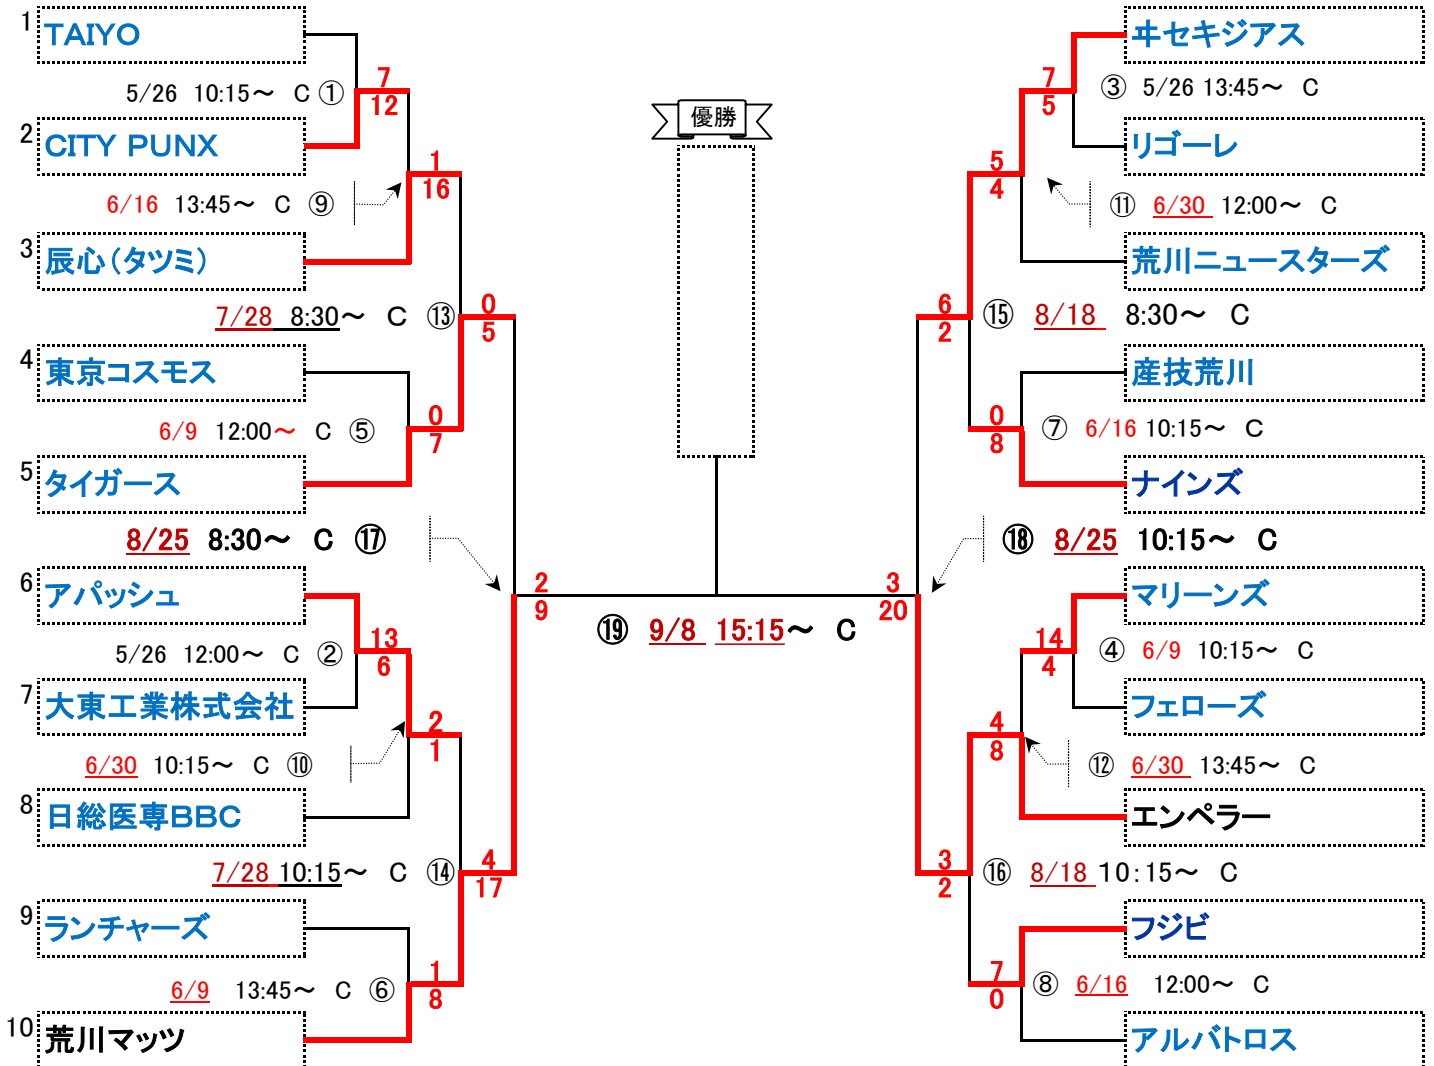 1 TAIYO
5/26 10:15～ C ①
7
12
2 CITY PUNX
1
16
6/16 13:45～ C ⑨
3 辰心（タツミ）
7/28 8:30～ C ⑬
0
5
4 東京コスモス
6/9 12:00～ C ⑤
0
7
5 タイガース
8/25 8:30～ C ⑰
6 アパッシュ
2
9
5/26 12:00～ C ②
13
6
7 大東工業株式会社
2
1
6/30 10:15～ C ⑩
8 日総医専BBC
7/28 10:15～ C ⑭
4
17
9 ランチャーズ
6/9 13:45～ C ⑥
1
8
10 荒川マッツ
優勝
⑲ 9/8 15:15～ C
ヰセキジアス
7
5
③ 5/26 13:45～ C
リゴーレ
5
4
⑪ 6/30 12:00～ C
荒川ニュースターズ
6
2
⑮ 8/18 8:30～ C
産技荒川
0
8
⑦ 6/16 10:15～ C
ナインズ
⑱ 8/25 10:15～ C
3
20
マリーンズ
14
4
④ 6/9 10:15～ C
フェローズ
4
8
⑫ 6/30 13:45～ C
エンペラー
3
2
⑯ 8/18 10：15～ C
フジビ
7
0
⑧ 6/16 12:00～ C
アルバトロス